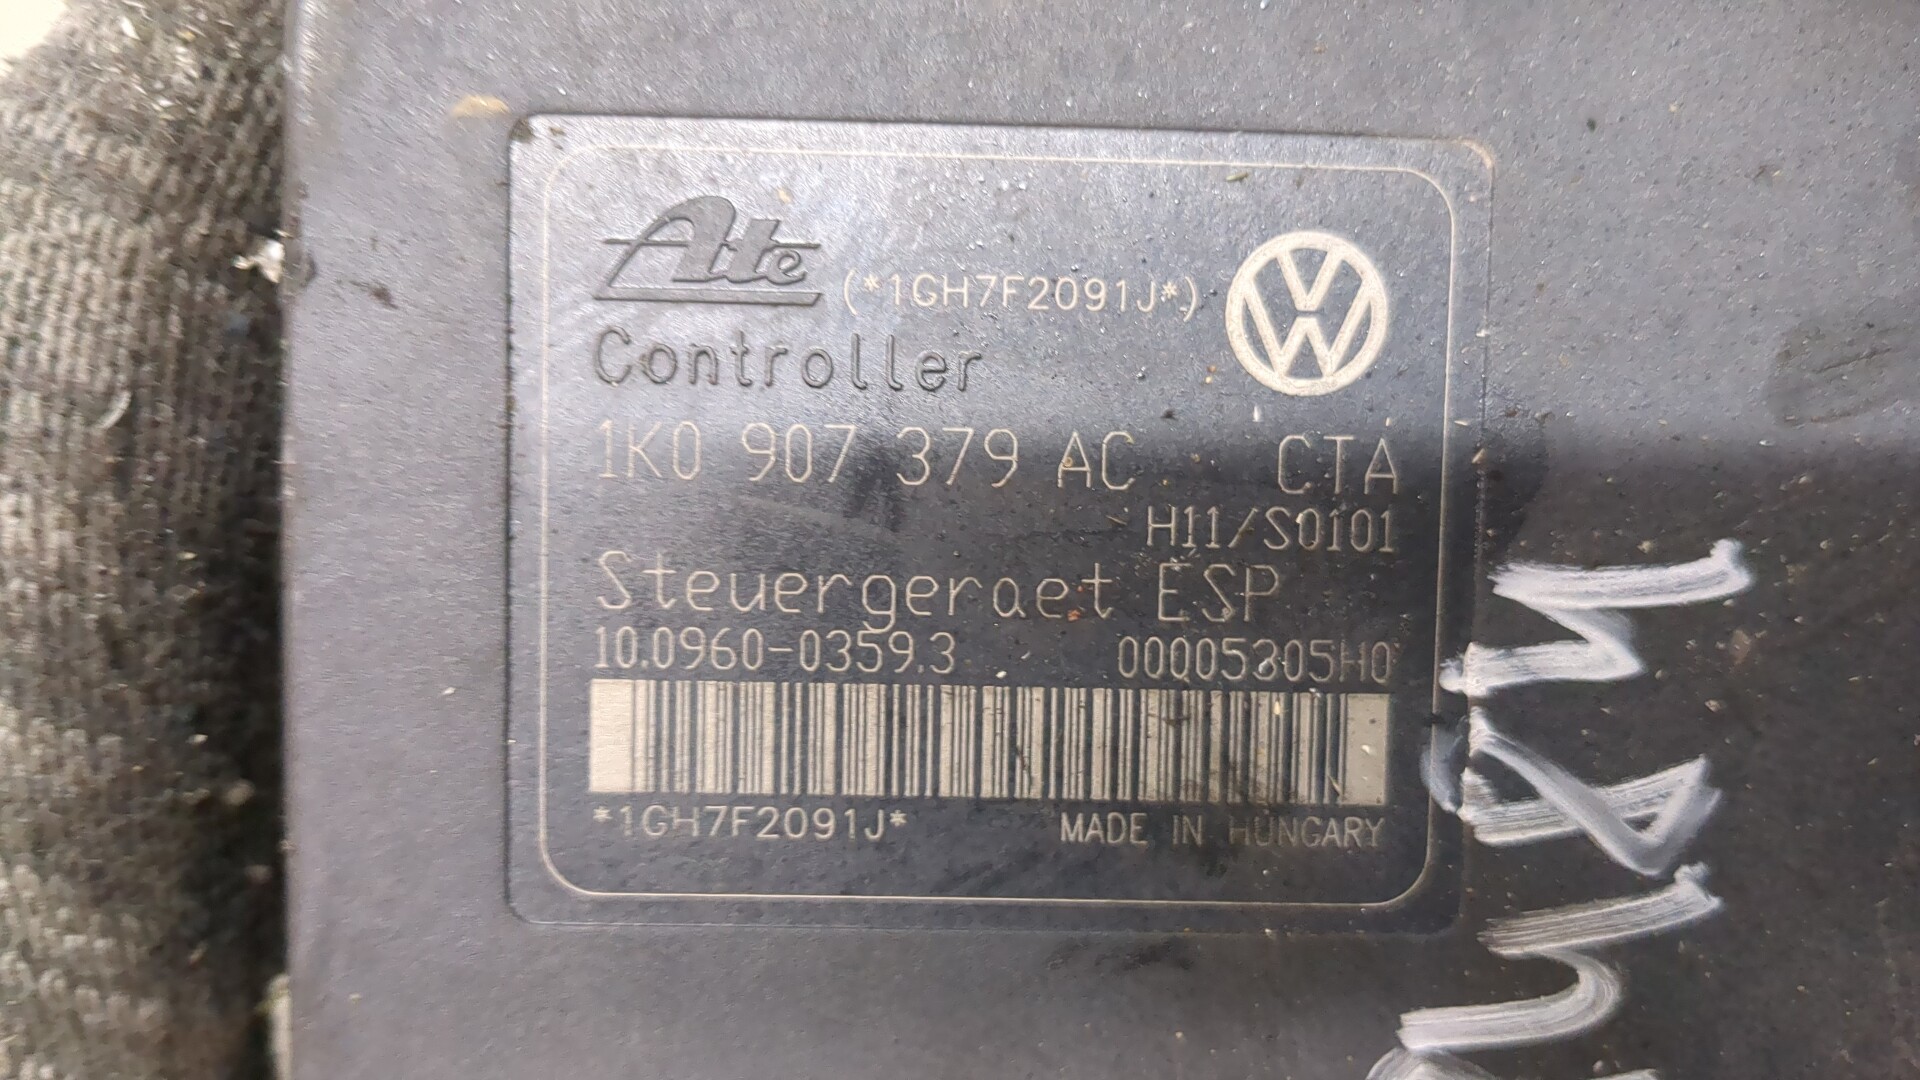 Ate (*1GH7F2091J*)
Controller
1K0 907 379 AC CTA
H11/S0101
Steuergeraet ESP
10.0960-0359.3 00005305H0
*1GH7F2091J* MADE IN HUNGARY